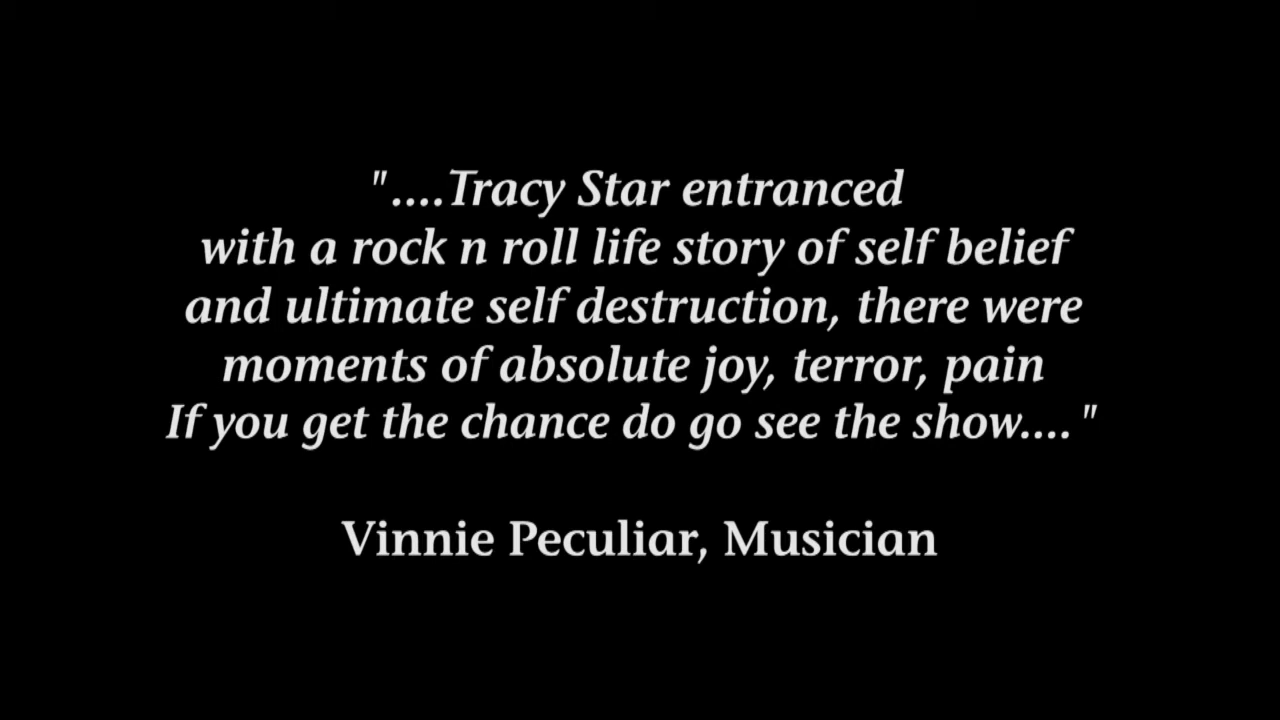 "....Tracy Star entranced
with a rock n roll life story of self belief
and ultimate self destruction, there were
moments of absolute joy, terror, pain
If you get the chance do go see the show...."
Vinnie Peculiar, Musician